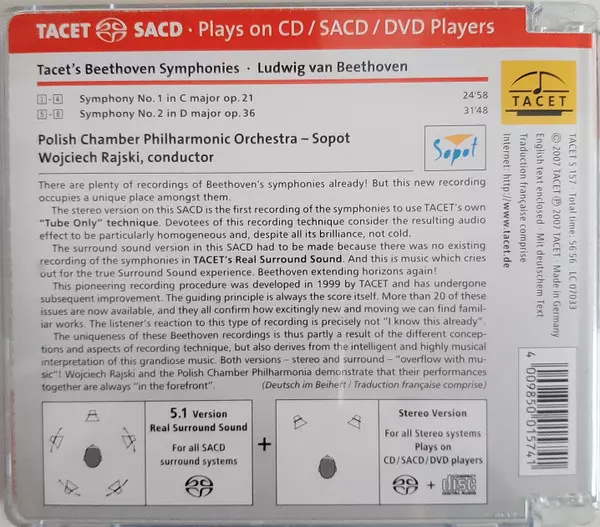 TACET SACD · Plays on CD / SACD / DVD Players
Tacet's Beethoven Symphonies · Ludwig van Beethoven
1 - 4 Symphony No. 1 in C major op. 21 24'58
5 - 8 Symphony No. 2 in D major op. 36 31'48
Polish Chamber Philharmonic Orchestra – Sopot
Wojciech Rajski, conductor
Sopot
TACET
There are plenty of recordings of Beethoven's symphonies already! But this new recording
occupies a unique place amongst them.
The stereo version on this SACD is the first recording of the symphonies to use TACET's own
"Tube Only" technique. Devotees of this recording technique consider the resulting audio
effect to be particularly homogeneous and, despite all its brilliance, not cold.
The surround sound version in this SACD had to be made because there was no existing
recording of the symphonies in TACET's Real Surround Sound. And this is music which cries
out for the true Surround Sound experience. Beethoven extending horizons again!
This pioneering recording procedure was developed in 1999 by TACET and has undergone
subsequent improvement. The guiding principle is always the score itself. More than 20 of these
issues are now available, and they all confirm how excitingly new and moving we can find famil-
iar works. The listener's reaction to this type of recording is precisely not "I know this already".
The uniqueness of these Beethoven recordings is thus partly a result of the different concep-
tions and aspects of recording technique, but also derives from the intelligent and highly musical
interpretation of this grandiose music. Both versions – stereo and surround – "overflow with mu-
sic"! Wojciech Rajski and the Polish Chamber Philharmonia demonstrate that their performances
together are always "in the forefront". (Deutsch im Beiheft / Traduction française comprise)
5.1 Version
Real Surround Sound
For all SACD
surround systems
+
Stereo Version
For all Stereo systems
Plays on
CD/SACD/DVD players
+
COMPACT
disc
DIGITAL AUDIO
TACET S 157 · Total time: 56'56 · LC 07033
© 2007 TACET ℗ 2007 TACET · Made in Germany
English text enclosed · Mit deutschem Text
Traduction française comprise
Internet: http://www.tacet.de
4 009850 015741